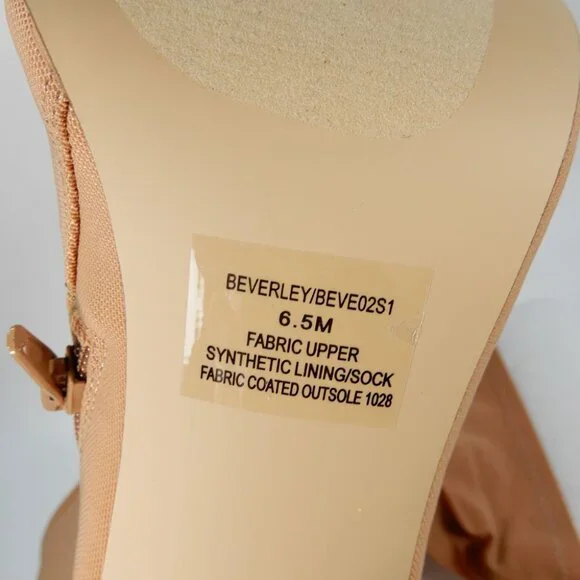 BEVERLEY/BEVE02S1
6.5M
FABRIC UPPER
SYNTHETIC LINING/SOCK
FABRIC COATED OUTSOLE 1028